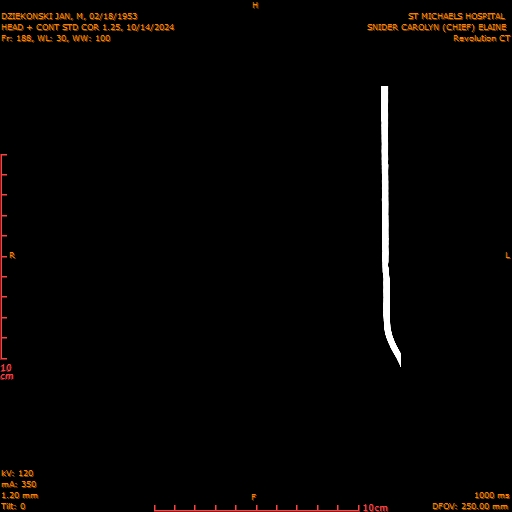 H
DZIEKONSKI JAN, M, 02/18/1953
HEAD + CONT STD COR 1.25, 10/14/2024
Fr: 188, WL: 30, WW: 100
ST MICHAELS HOSPITAL
SNIDER CAROLYN (CHIEF) ELAINE
Revolution CT
R
L
10
cm
kV: 120
mA: 350
1.20 mm
Tilt: 0
F
10cm
1000 ms
DFOV: 250.00 mm